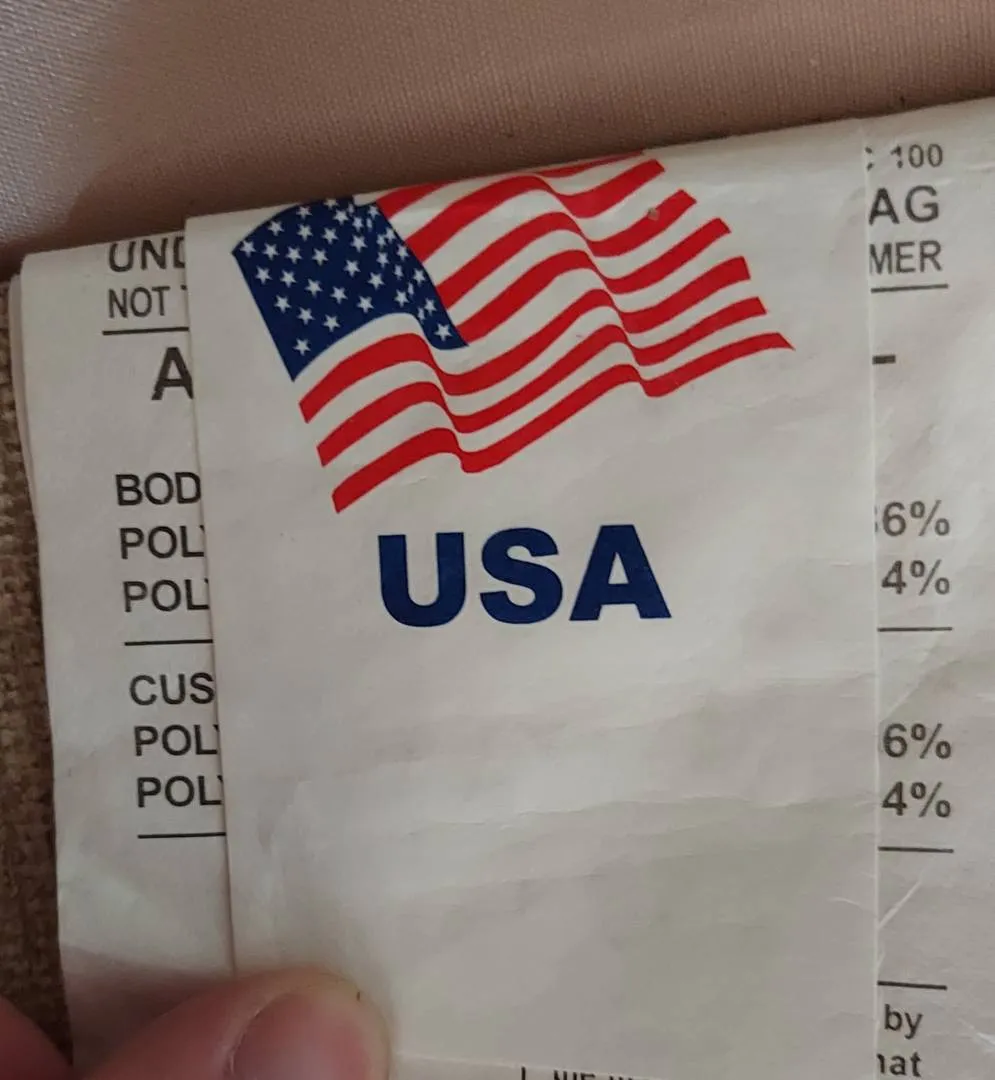 100
UND
AG
NOT
MER
A
USA
BOD
6%
POL
4%
POL
CUS
POL
6%
POL
4%
by
hat